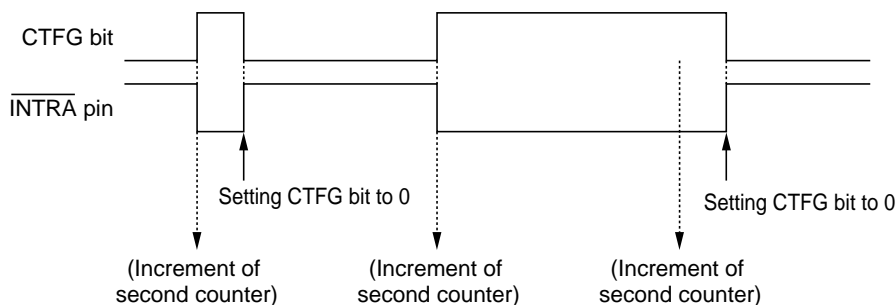 CTFG bit
INTRA pin
Setting CTFG bit to 0
Setting CTFG bit to 0
(Increment of
second counter)
(Increment of
second counter)
(Increment of
second counter)